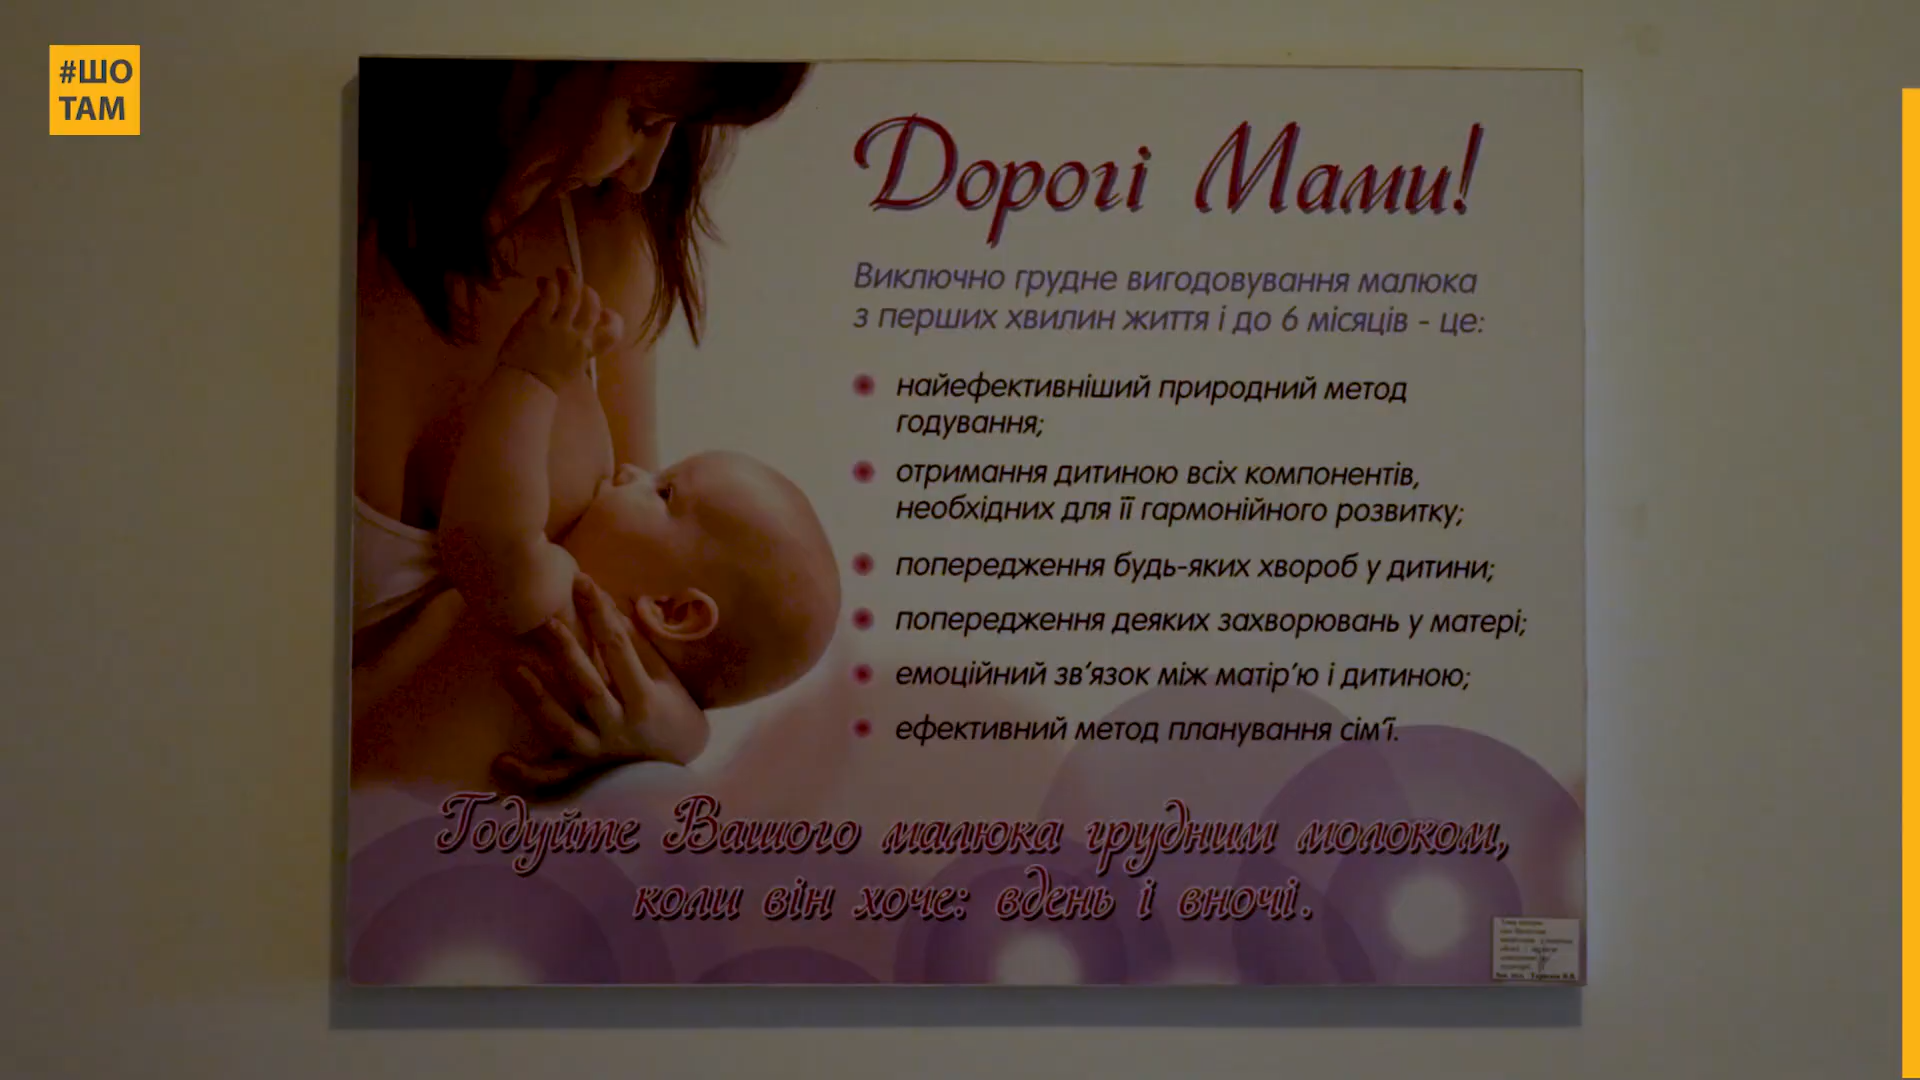 #ШО
ТАМ
Дорогі Мами!
Виключно грудне вигодовування малюка
з перших хвилин життя і до 6 місяців - це:
найефективніший природний метод
годування;
отримання дитиною всіх компонентів,
необхідних для її гармонійного розвитку;
попередження будь-яких хвороб у дитини;
попередження деяких захворювань у матері;
емоційний зв'язок між матір'ю і дитиною;
ефективний метод планування сім'ї.
Годуйте Вашого малюка грудним молоком,
коли він хоче: вдень і вночі.